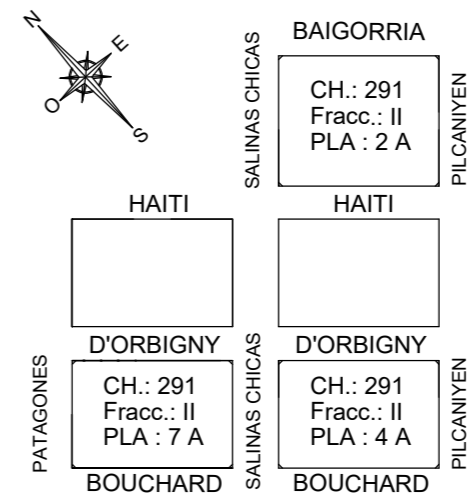 N
E
O
S
BAIGORRIA
SALINAS CHICAS
CH.: 291
Fracc.: II
PLA : 2 A
PILCANIYEN
HAITI
HAITI
D'ORBIGNY
D'ORBIGNY
PATAGONES
CH.: 291
Fracc.: II
PLA : 7 A
SALINAS CHICAS
CH.: 291
Fracc.: II
PLA : 4 A
PILCANIYEN
BOUCHARD
BOUCHARD